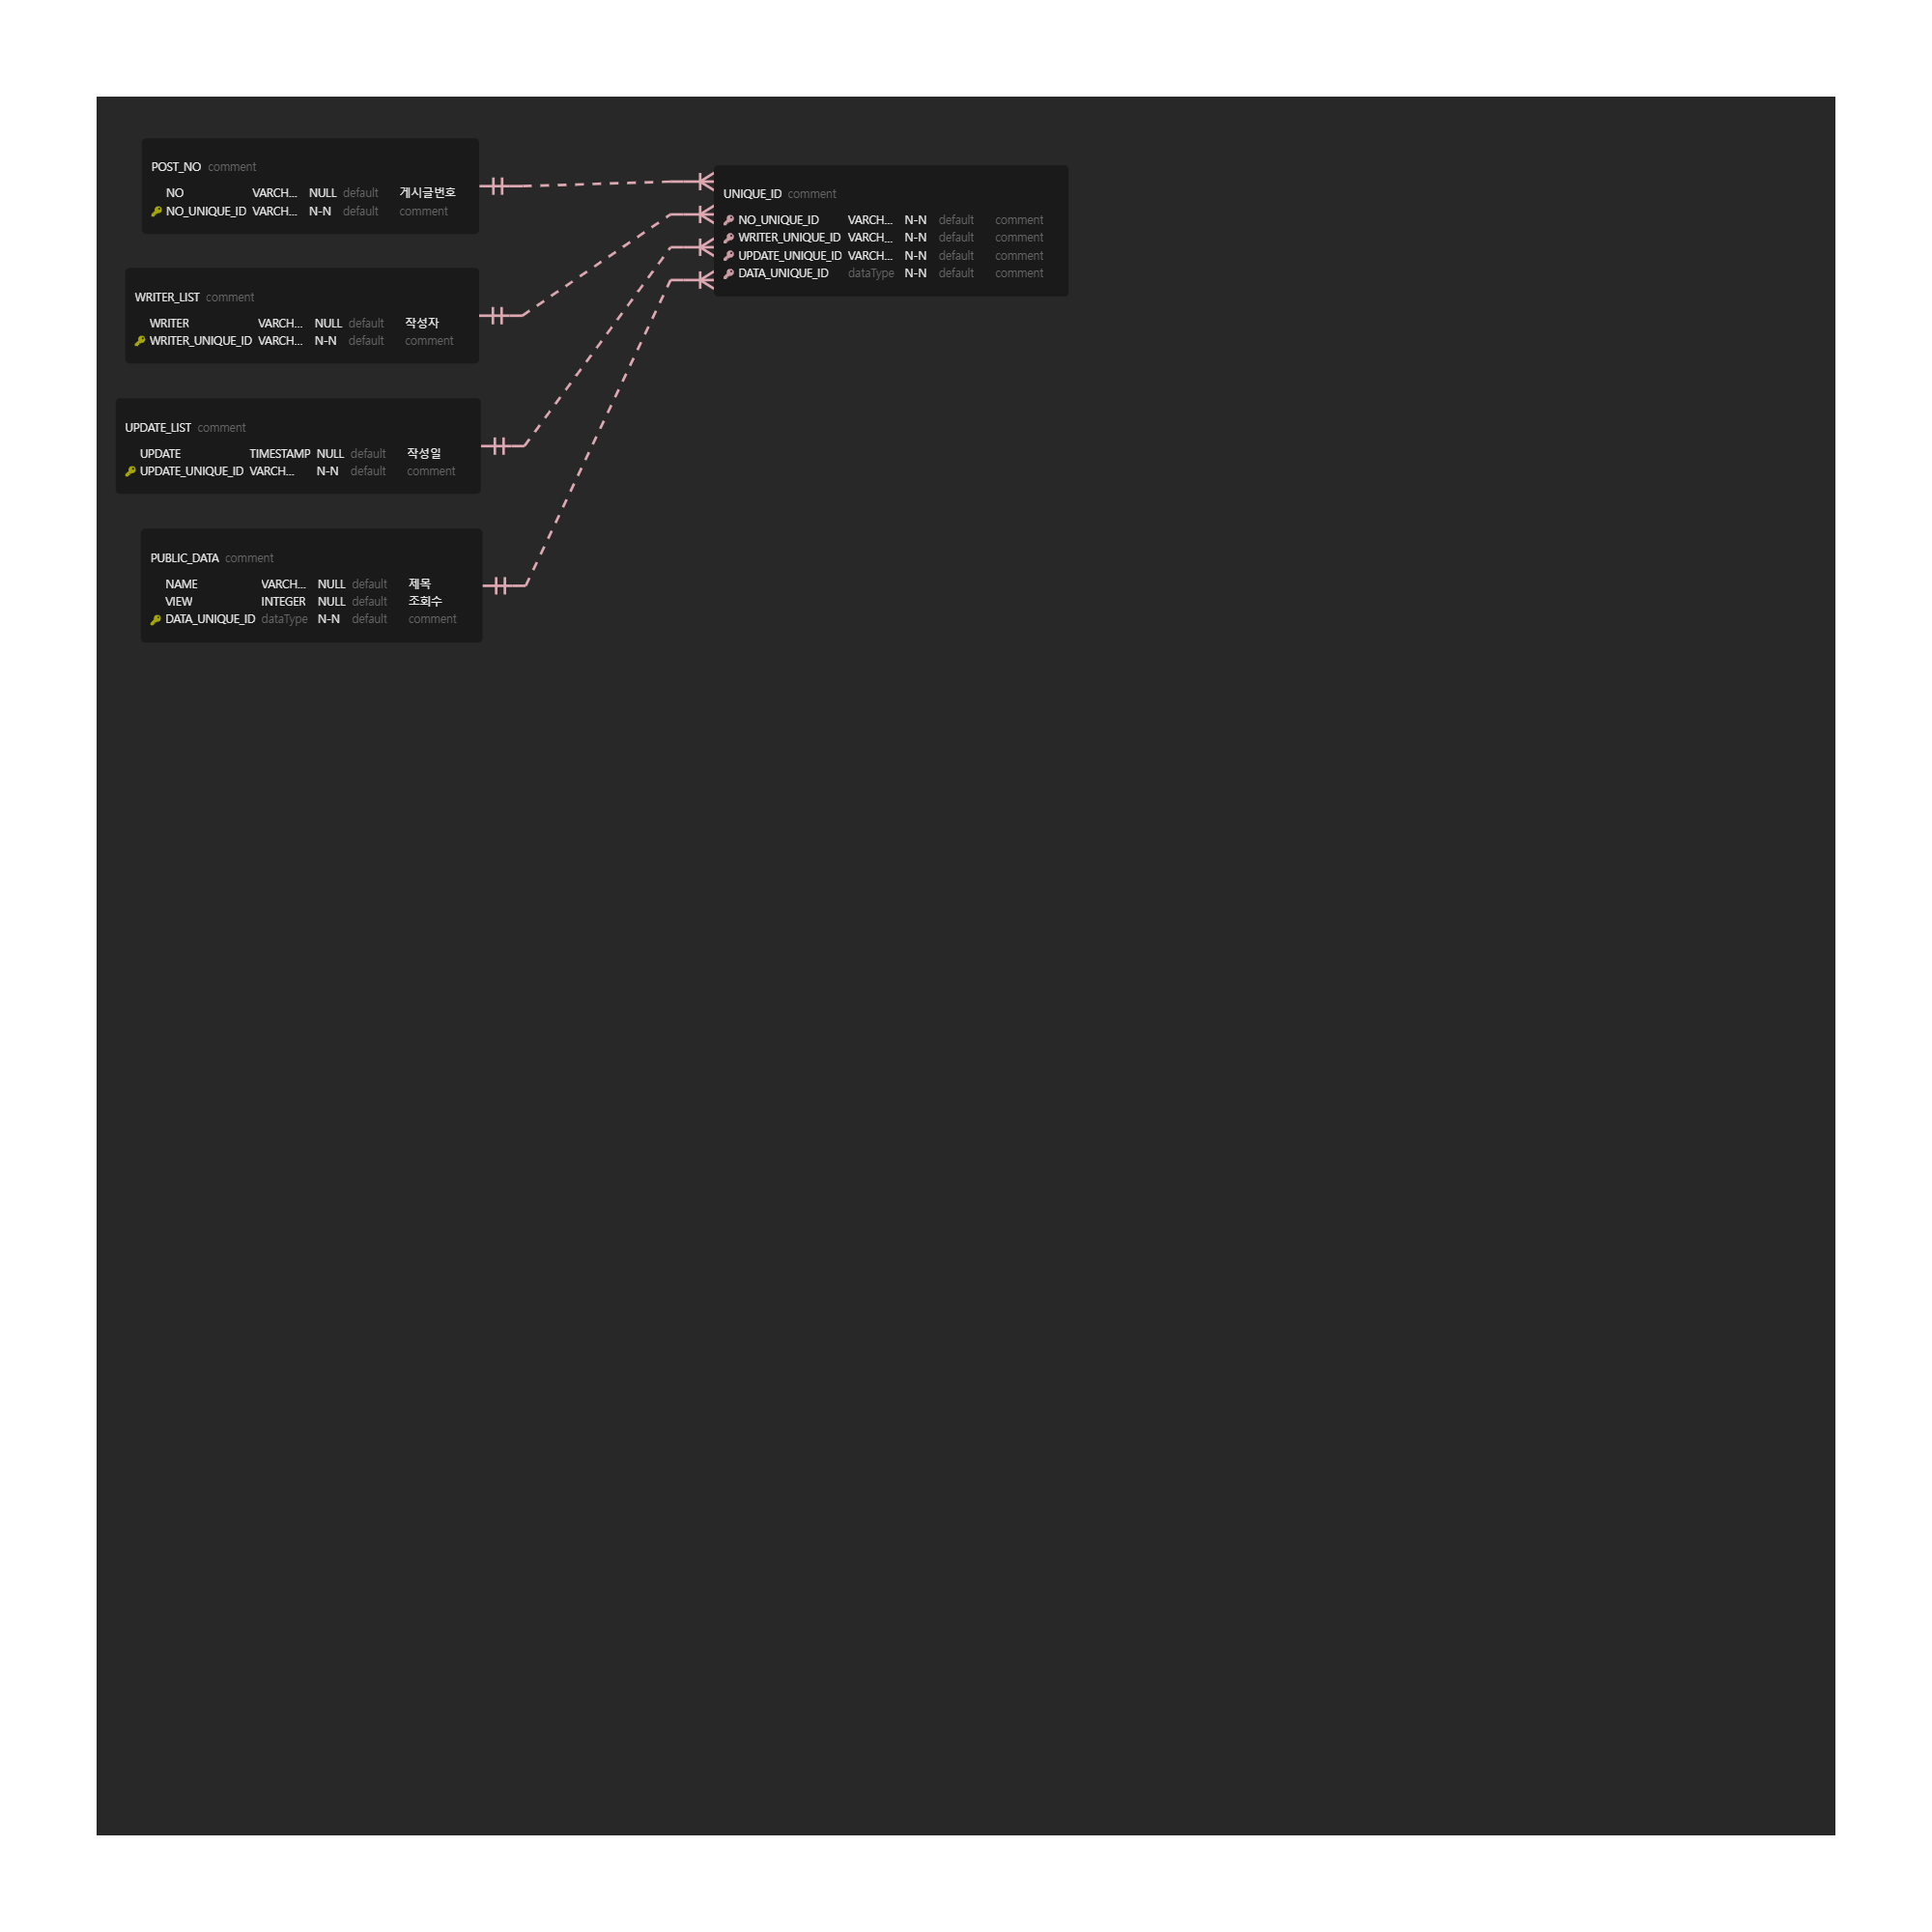 POST_NO comment
NO VARCH... NULL default 게시글번호
NO_UNIQUE_ID VARCH... N-N default comment
WRITER_LIST comment
WRITER VARCH... NULL default 작성자
WRITER_UNIQUE_ID VARCH... N-N default comment
UPDATE_LIST comment
UPDATE TIMESTAMP NULL default 작성일
UPDATE_UNIQUE_ID VARCH... N-N default comment
PUBLIC_DATA comment
NAME VARCH... NULL default 제목
VIEW INTEGER NULL default 조회수
DATA_UNIQUE_ID dataType N-N default comment
UNIQUE_ID comment
NO_UNIQUE_ID VARCH... N-N default comment
WRITER_UNIQUE_ID VARCH... N-N default comment
UPDATE_UNIQUE_ID VARCH... N-N default comment
DATA_UNIQUE_ID dataType N-N default comment